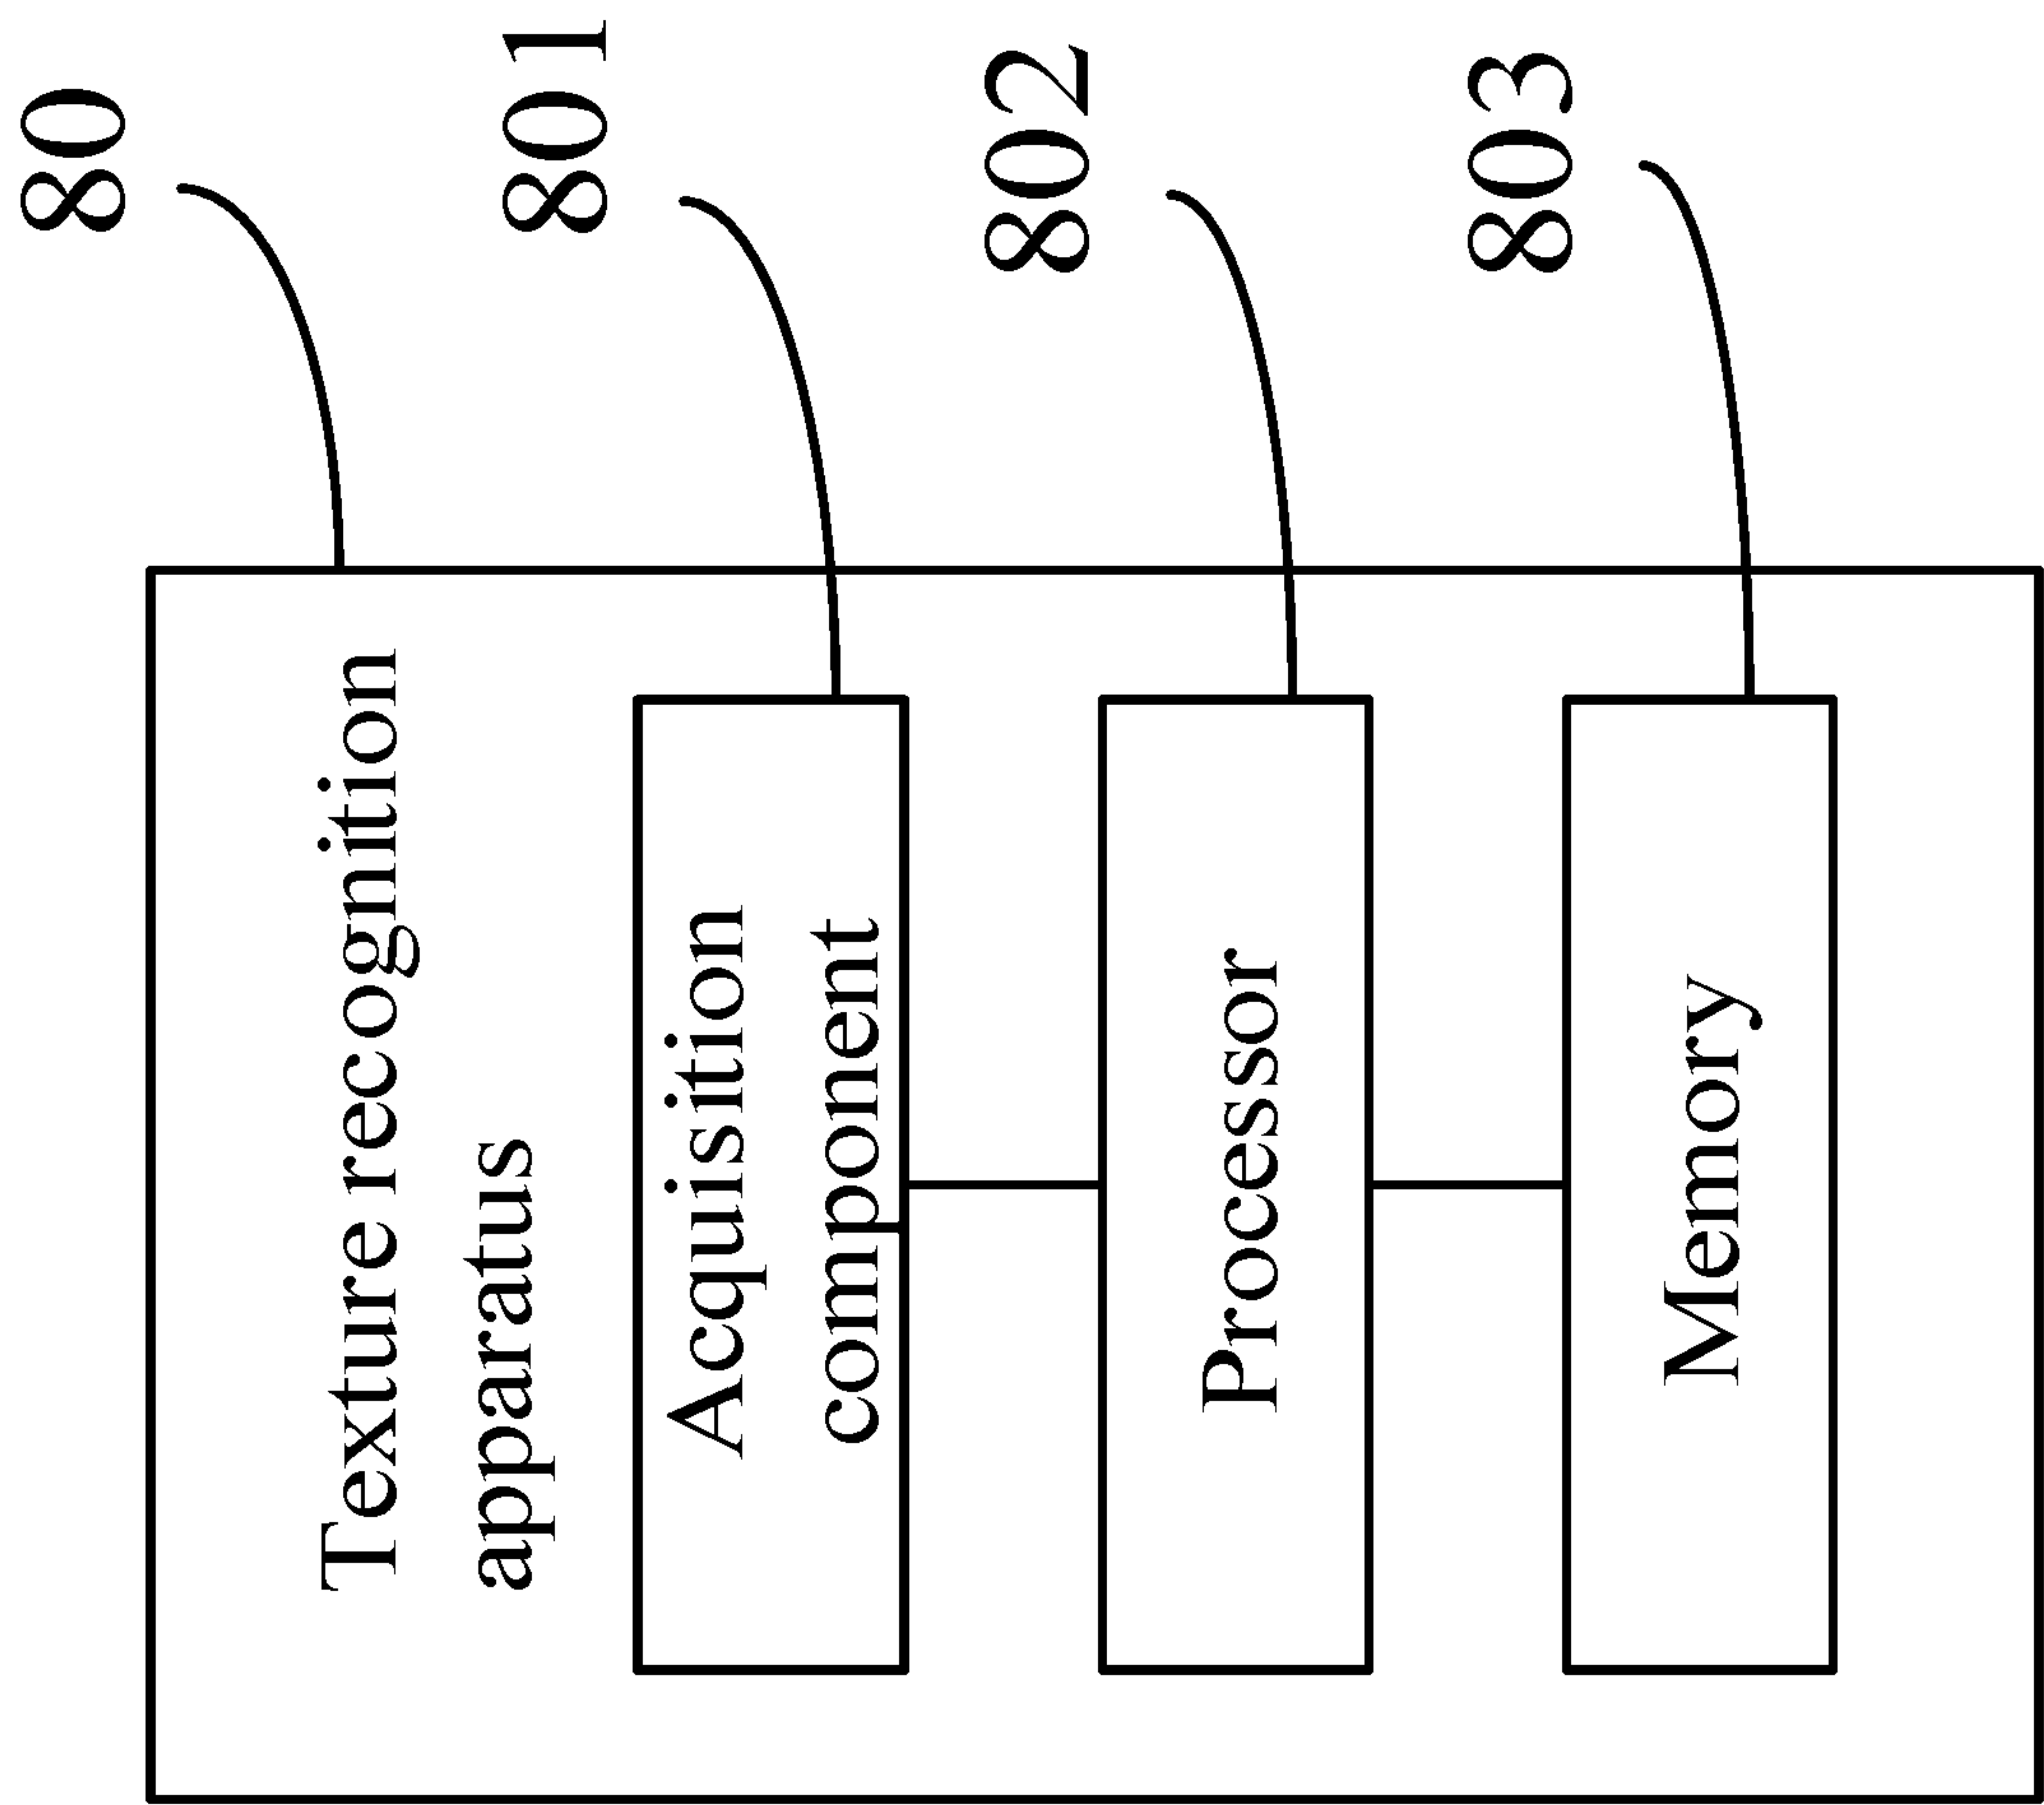 80
Texture recognition
apparatus
801
Acquisition
component
802
Processor
803
Memory